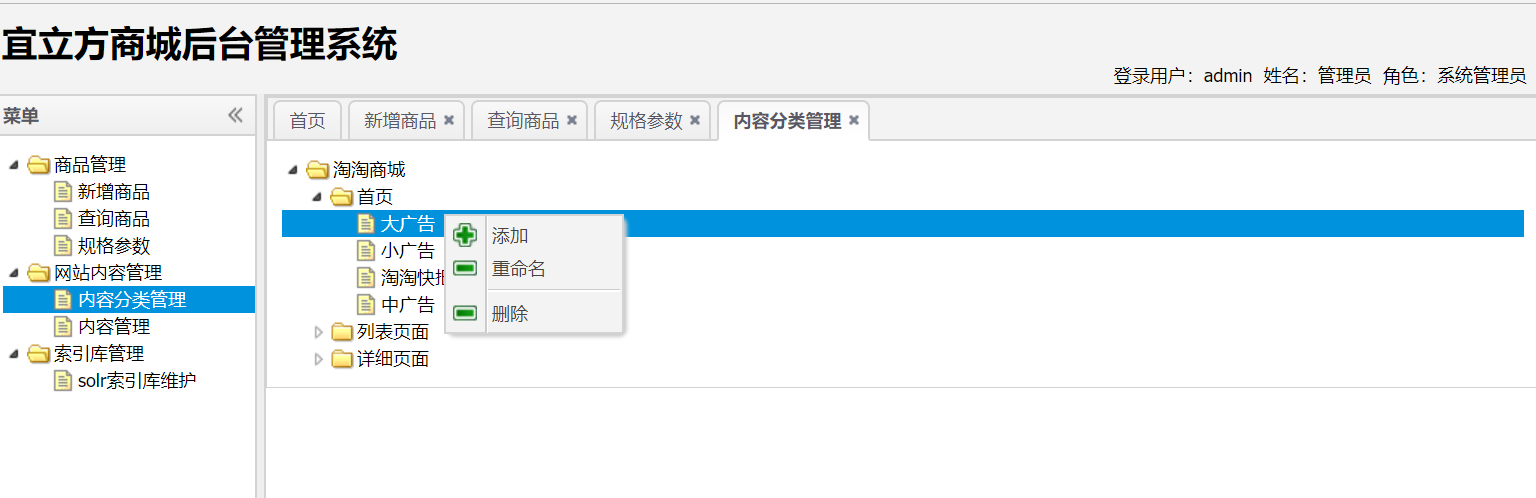 宜立方商城后台管理系统
登录用户：admin 姓名：管理员 角色：系统管理员
菜单
商品管理
新增商品
查询商品
规格参数
网站内容管理
内容分类管理
内容管理
索引库管理
solr索引库维护
首页 新增商品 查询商品 规格参数 内容分类管理
淘淘商城
首页
大广告
小广告
淘淘快报
中广告
列表页面
详细页面
添加
重命名
删除